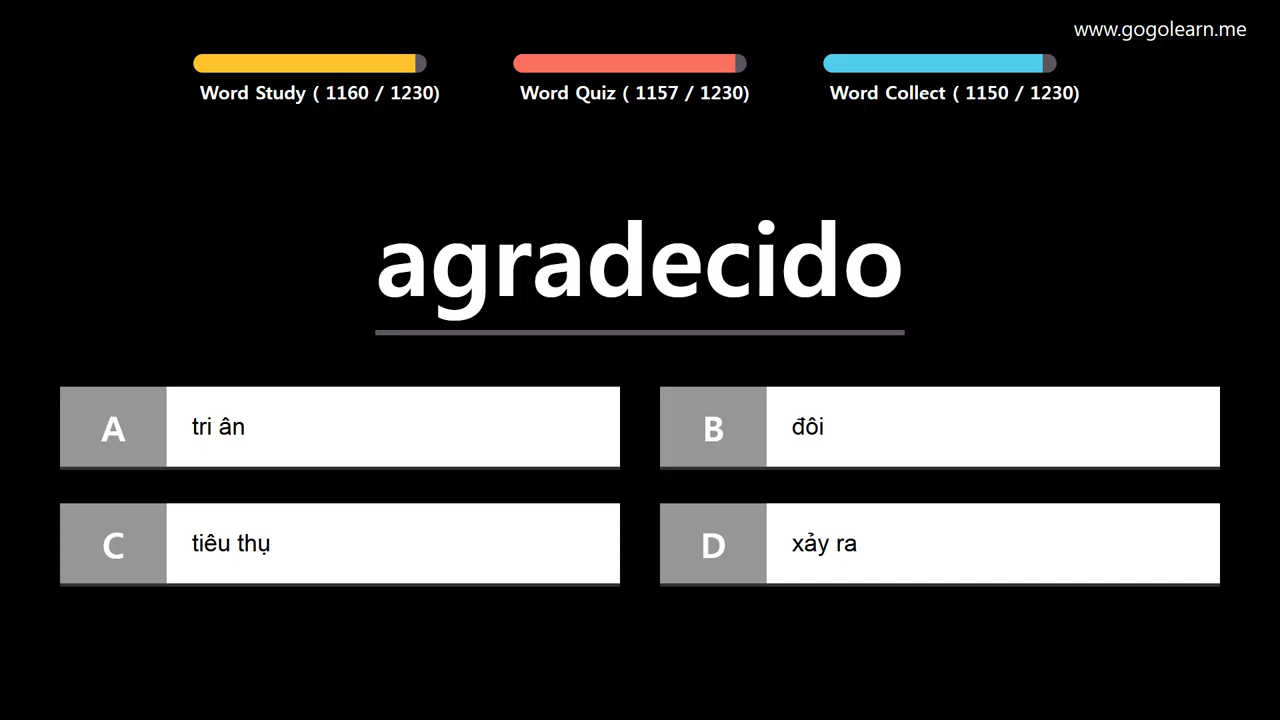 www.gogolearn.me
Word Study ( 1160 / 1230)
Word Quiz ( 1157 / 1230)
Word Collect ( 1150 / 1230)
agradecido
A tri ân
B đôi
C tiêu thụ
D xảy ra